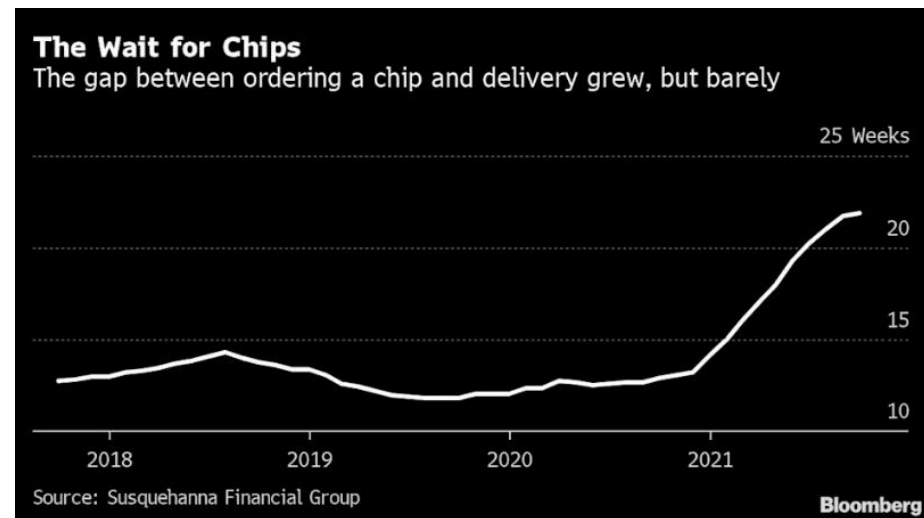 The Wait for Chips
The gap between ordering a chip and delivery grew, but barely
25 Weeks
20
15
10
2018 2019 2020 2021
Source: Susquehanna Financial Group
Bloomberg